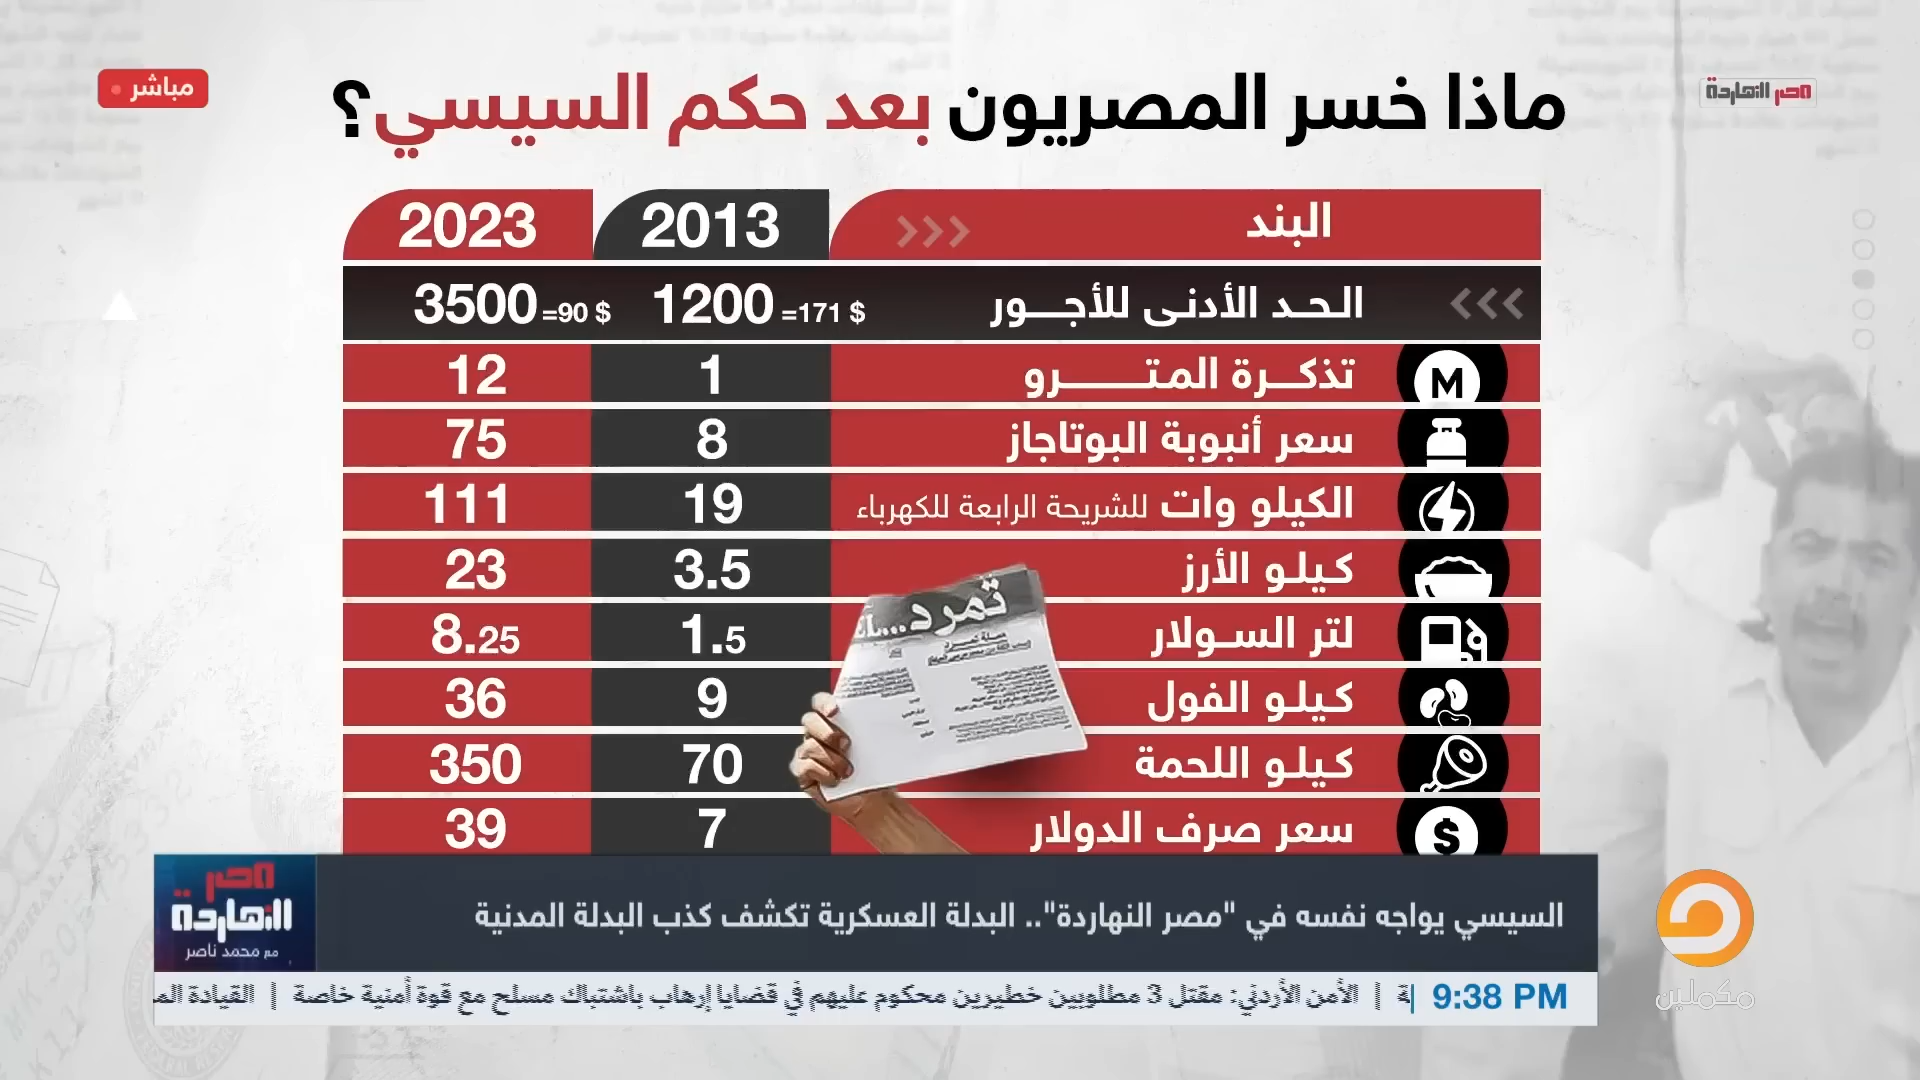 مباشر
مصر النهاردة
ماذا خسر المصريون بعد حكم السيسي؟
البند 2013 2023
الحد الأدنى للأجور 1200 =171 $ 3500 =90 $
M تذكرة المترو 1 12
سعر أنبوبة البوتاجاز 8 75
الكيلو وات للشريحة الرابعة للكهرباء 19 111
كيلو الأرز 3.5 23
لتر السولار 1.5 8.25
كيلو الفول 9 36
كيلو اللحمة 70 350
$ سعر صرف الدولار 7 39
تمرد
مصر
النهاردة
مع محمد ناصر
السيسي يواجه نفسه في "مصر النهاردة".. البدلة العسكرية تكشف كذب البدلة المدنية
9:38 PM
ة | الأمن الأردني: مقتل 3 مطلوبين خطيرين محكوم عليهم في قضايا إرهاب باشتباك مسلح مع قوة أمنية خاصة | القيادة الم
مكملين